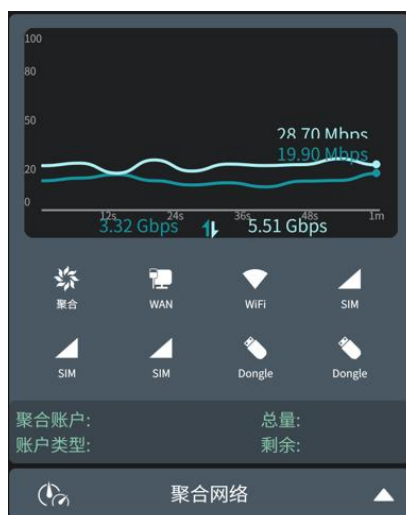 100
80
50
28.70 Mbps
19.90 Mbps
20
0
12s 24s 36s 48s 1m
3.32 Gbps 5.51 Gbps
聚合 WAN WiFi SIM
SIM SIM Dongle Dongle
聚合账户: 总量:
账户类型: 剩余:
聚合网络